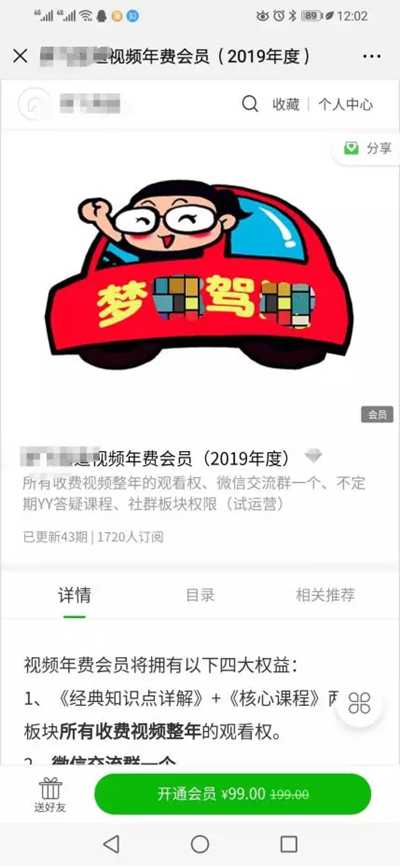 46 46 89 12:02
视频年费会员（2019年度）
收藏 | 个人中心
分享
梦 驾
会员
视频年费会员（2019年度）
所有收费视频整年的观看权、微信交流群一个、不定
期YY答疑课程、社群板块权限（试运营）
已更新43期 | 1720人订阅
详情 目录 相关推荐
视频年费会员将拥有以下四大权益：
1、《经典知识点详解》+《核心课程》
板块所有收费视频整年的观看权。
2、微信交流群一个
送好友
开通会员 ¥99.00 199.00